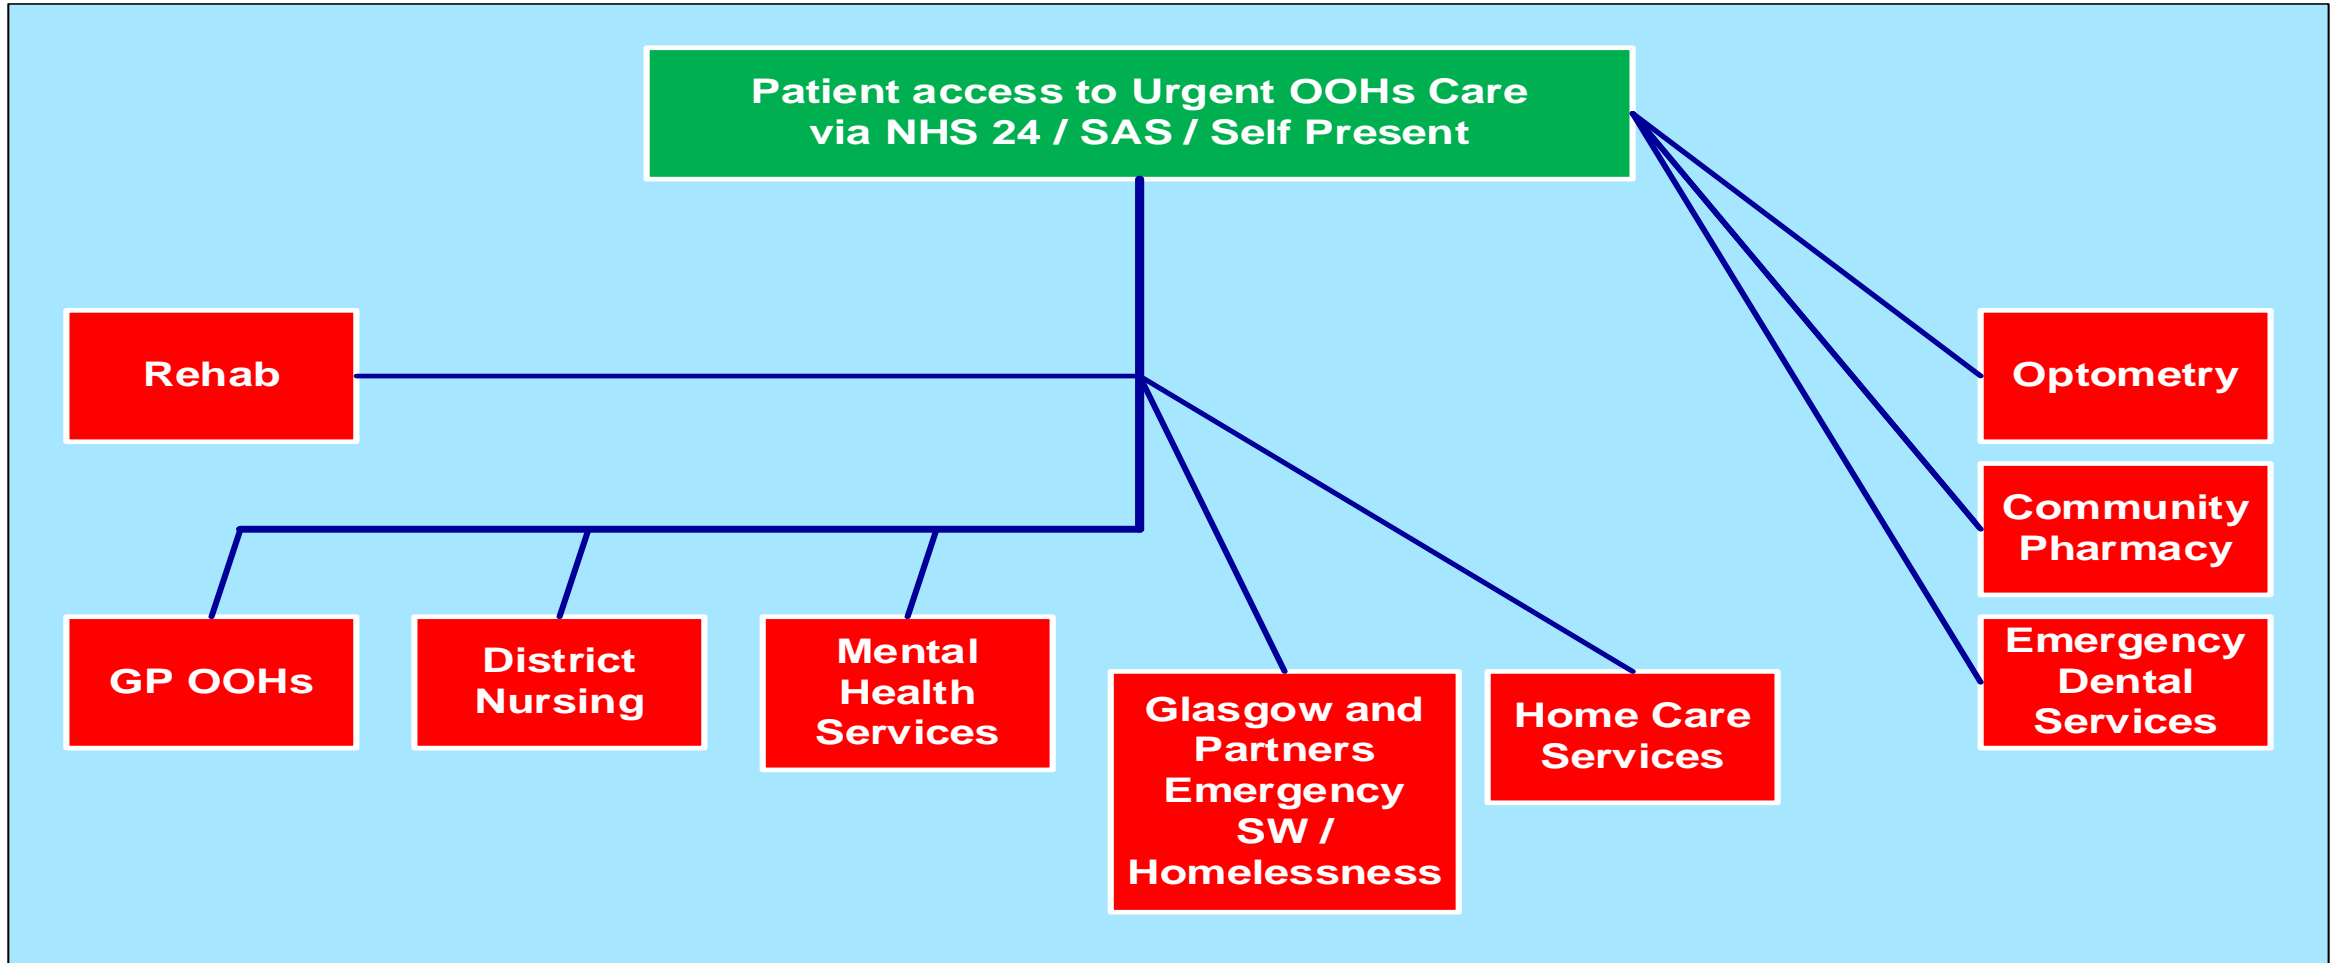 Patient access to Urgent OOHs Care
via NHS 24 / SAS / Self Present
Rehab
Optometry
Community
Pharmacy
GP OOHs
District
Nursing
Mental
Health
Services
Glasgow and
Partners
Emergency
SW /
Homelessness
Home Care
Services
Emergency
Dental
Services